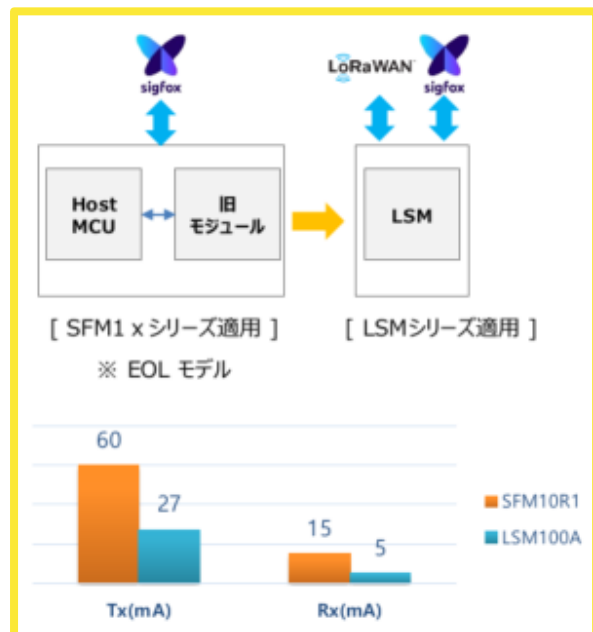 sigfox
LoRaWAN™
sigfox
Host
MCU
旧
モジュール
LSM
[ SFM1 x シリーズ適用 ]
[ LSMシリーズ適用 ]
※ EOL モデル
60
27
15
5
SFM10R1
LSM100A
Tx(mA)
Rx(mA)